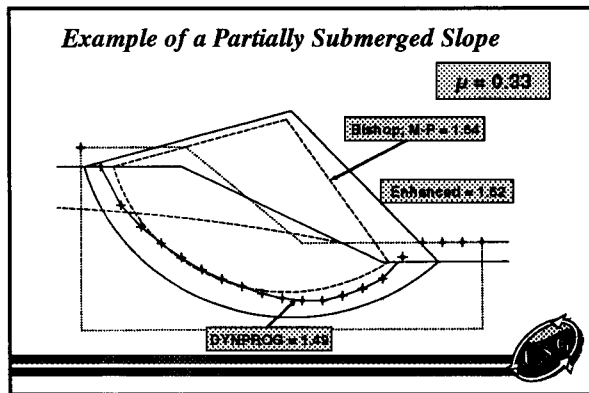 Example of a Partially Submerged Slope
μ = 0.33
Bishop, M-P = 1.54
Enhanced = 1.52
DYNPROG = 1.49